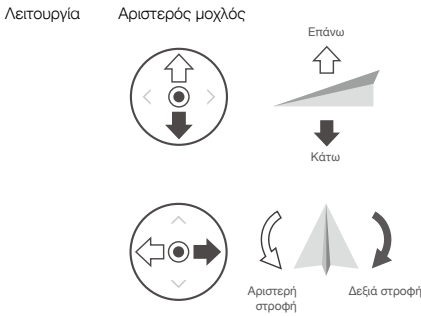 Λειτουργία Αριστερός μοχλός
Επάνω
Κάτω
Αριστερή στροφή
Δεξιά στροφή